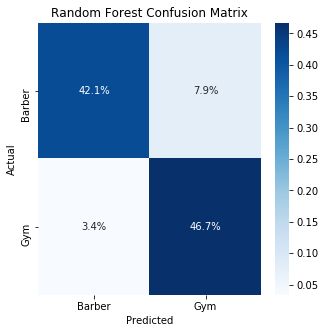 Random Forest Confusion Matrix
Barber
42.1%
7.9%
Gym
3.4%
46.7%
Actual
Barber
Gym
Predicted
0.45
0.40
0.35
0.30
0.25
0.20
0.15
0.10
0.05